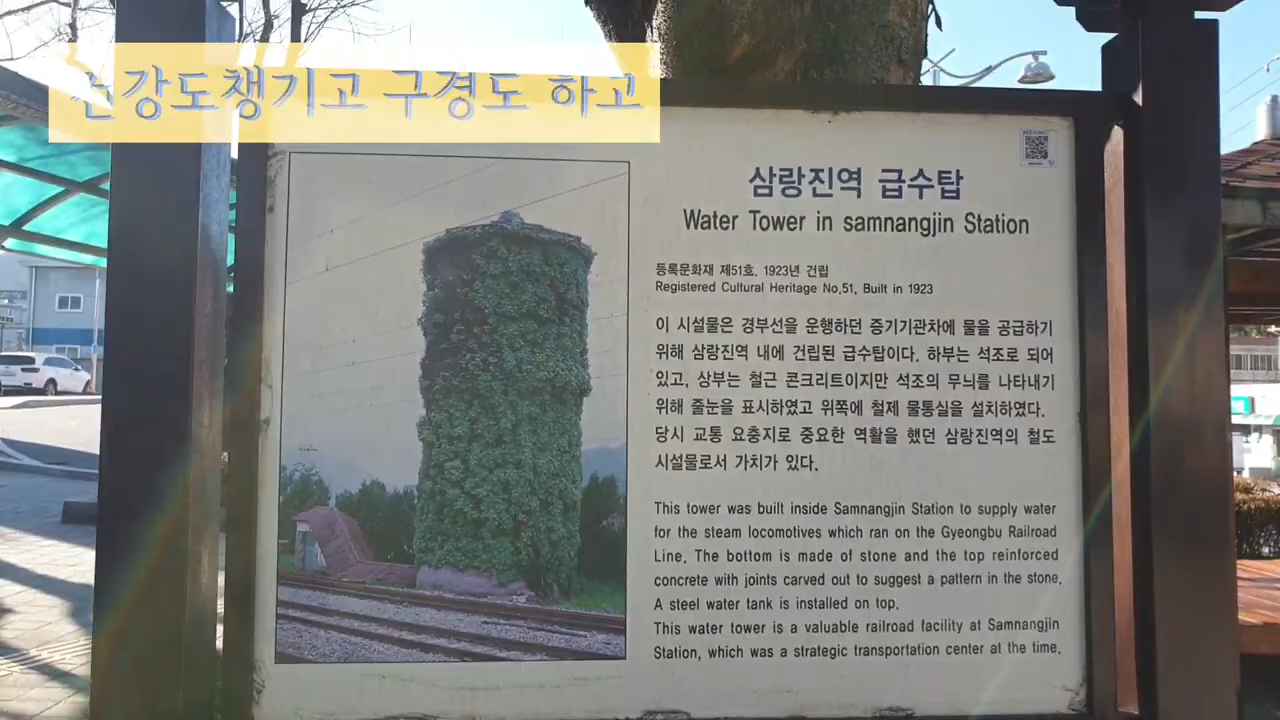 건강도챙기고 구경도 하고
삼랑진역 급수탑
Water Tower in samnangjin Station
등록문화재 제51호. 1923년 건립
Registered Cultural Heritage No.51, Built in 1923
이 시설물은 경부선을 운행하던 증기기관차에 물을 공급하기
위해 삼랑진역 내에 건립된 급수탑이다. 하부는 석조로 되어
있고, 상부는 철근 콘크리트이지만 석조의 무늬를 나타내기
위해 줄눈을 표시하였고 위쪽에 철제 물통실을 설치하였다.
당시 교통 요충지로 중요한 역활을 했던 삼랑진역의 철도
시설물로서 가치가 있다.
This tower was built inside Samnangjin Station to supply water
for the steam locomotives which ran on the Gyeongbu Railroad
Line. The bottom is made of stone and the top reinforced
concrete with joints carved out to suggest a pattern in the stone.
A steel water tank is installed on top.
This water tower is a valuable railroad facility at Samnangjin
Station, which was a strategic transportation center at the time.